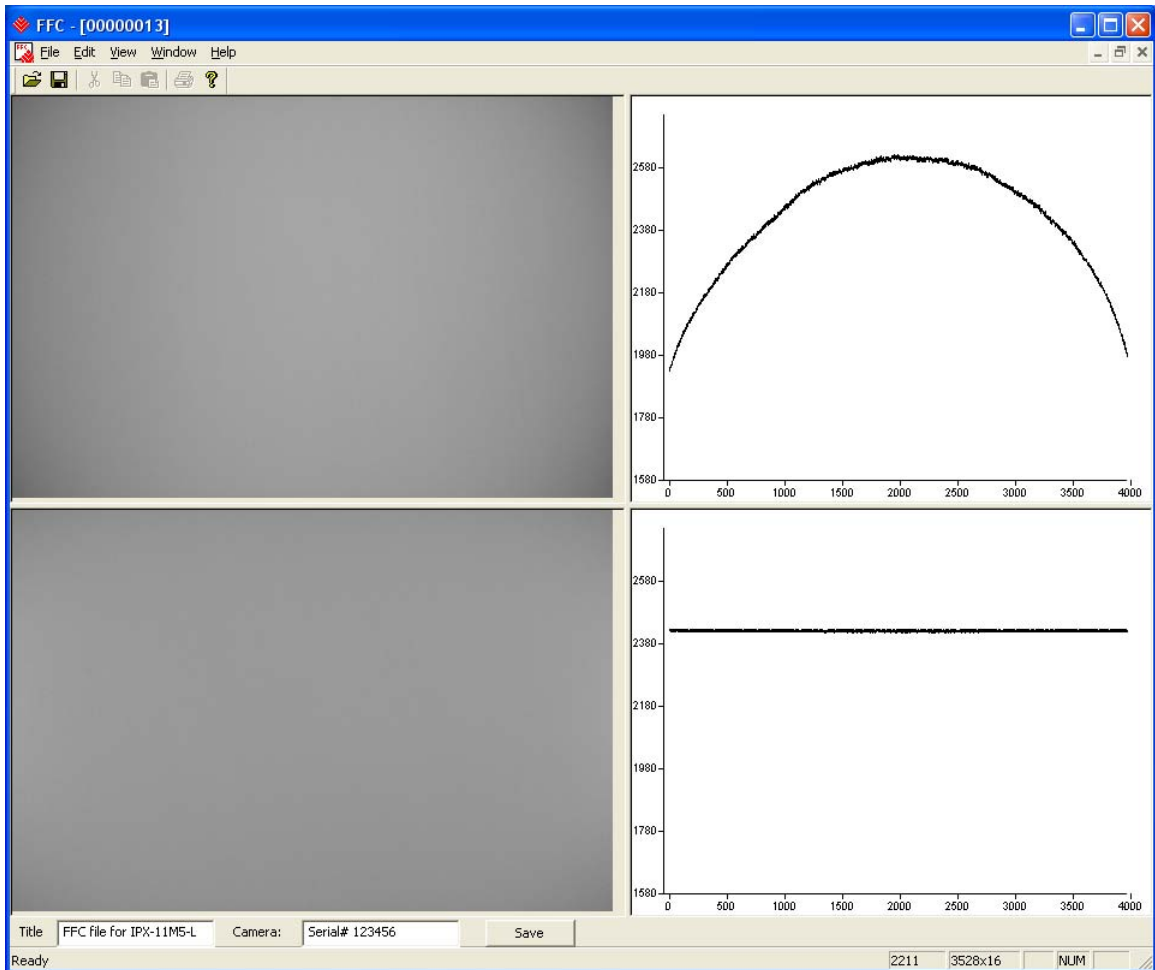 FFC - [00000013]
FFC File Edit View Window Help
2580
2380
2180
1980
1780
1580
0 500 1000 1500 2000 2500 3000 3500 4000
2580
2380
2180
1980
1780
1580
0 500 1000 1500 2000 2500 3000 3500 4000
Title FFC file for IPX-11M5-L Camera: Serial# 123456 Save
Ready 2211 3528x16 NUM